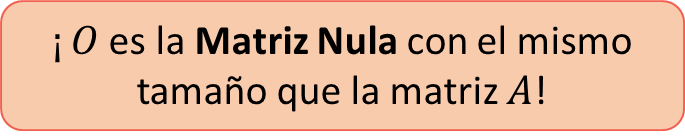 ¡ O es la Matriz Nula con el mismo
tamaño que la matriz A!